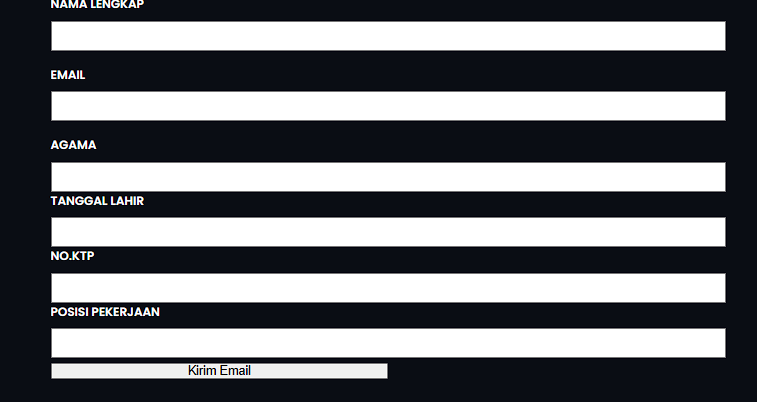 NAMA LENGKAP
EMAIL
AGAMA
TANGGAL LAHIR
NO.KTP
POSISI PEKERJAAN
Kirim Email